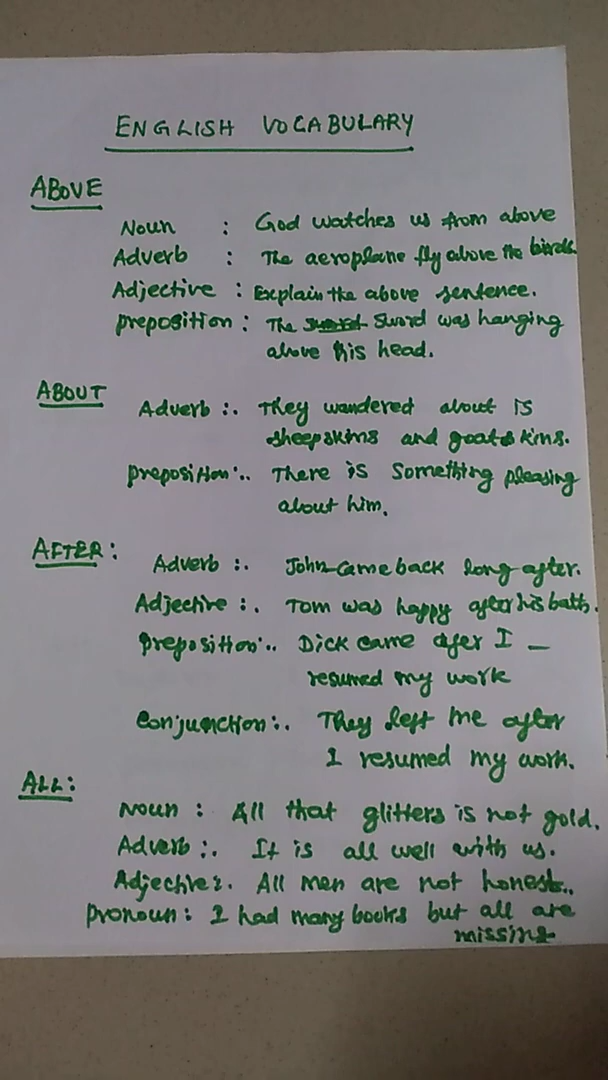 ENGLISH VOCABULARY
ABOVE
Noun : God watches us from above
Adverb : The aeroplane fly above the birds.
Adjective : Explain the above sentence.
preposition : The Sword was hanging
above his head.
ABOUT
Adverb :. They wandered about is
sheepskins and goatskins.
preposition :. There is something pleasing
about him.
AFTER :
Adverb :. John came back long after.
Adjective :. Tom was happy after his bath.
preposition :. Dick came afer I –
resumed my work
conjunction :. They left me after
I resumed my work.
ALL :
Noun : All that glitters is not gold.
Adverb :. It is all well with us.
Adjective :. All men are not honest..
pronoun : I had many books but all are
missing